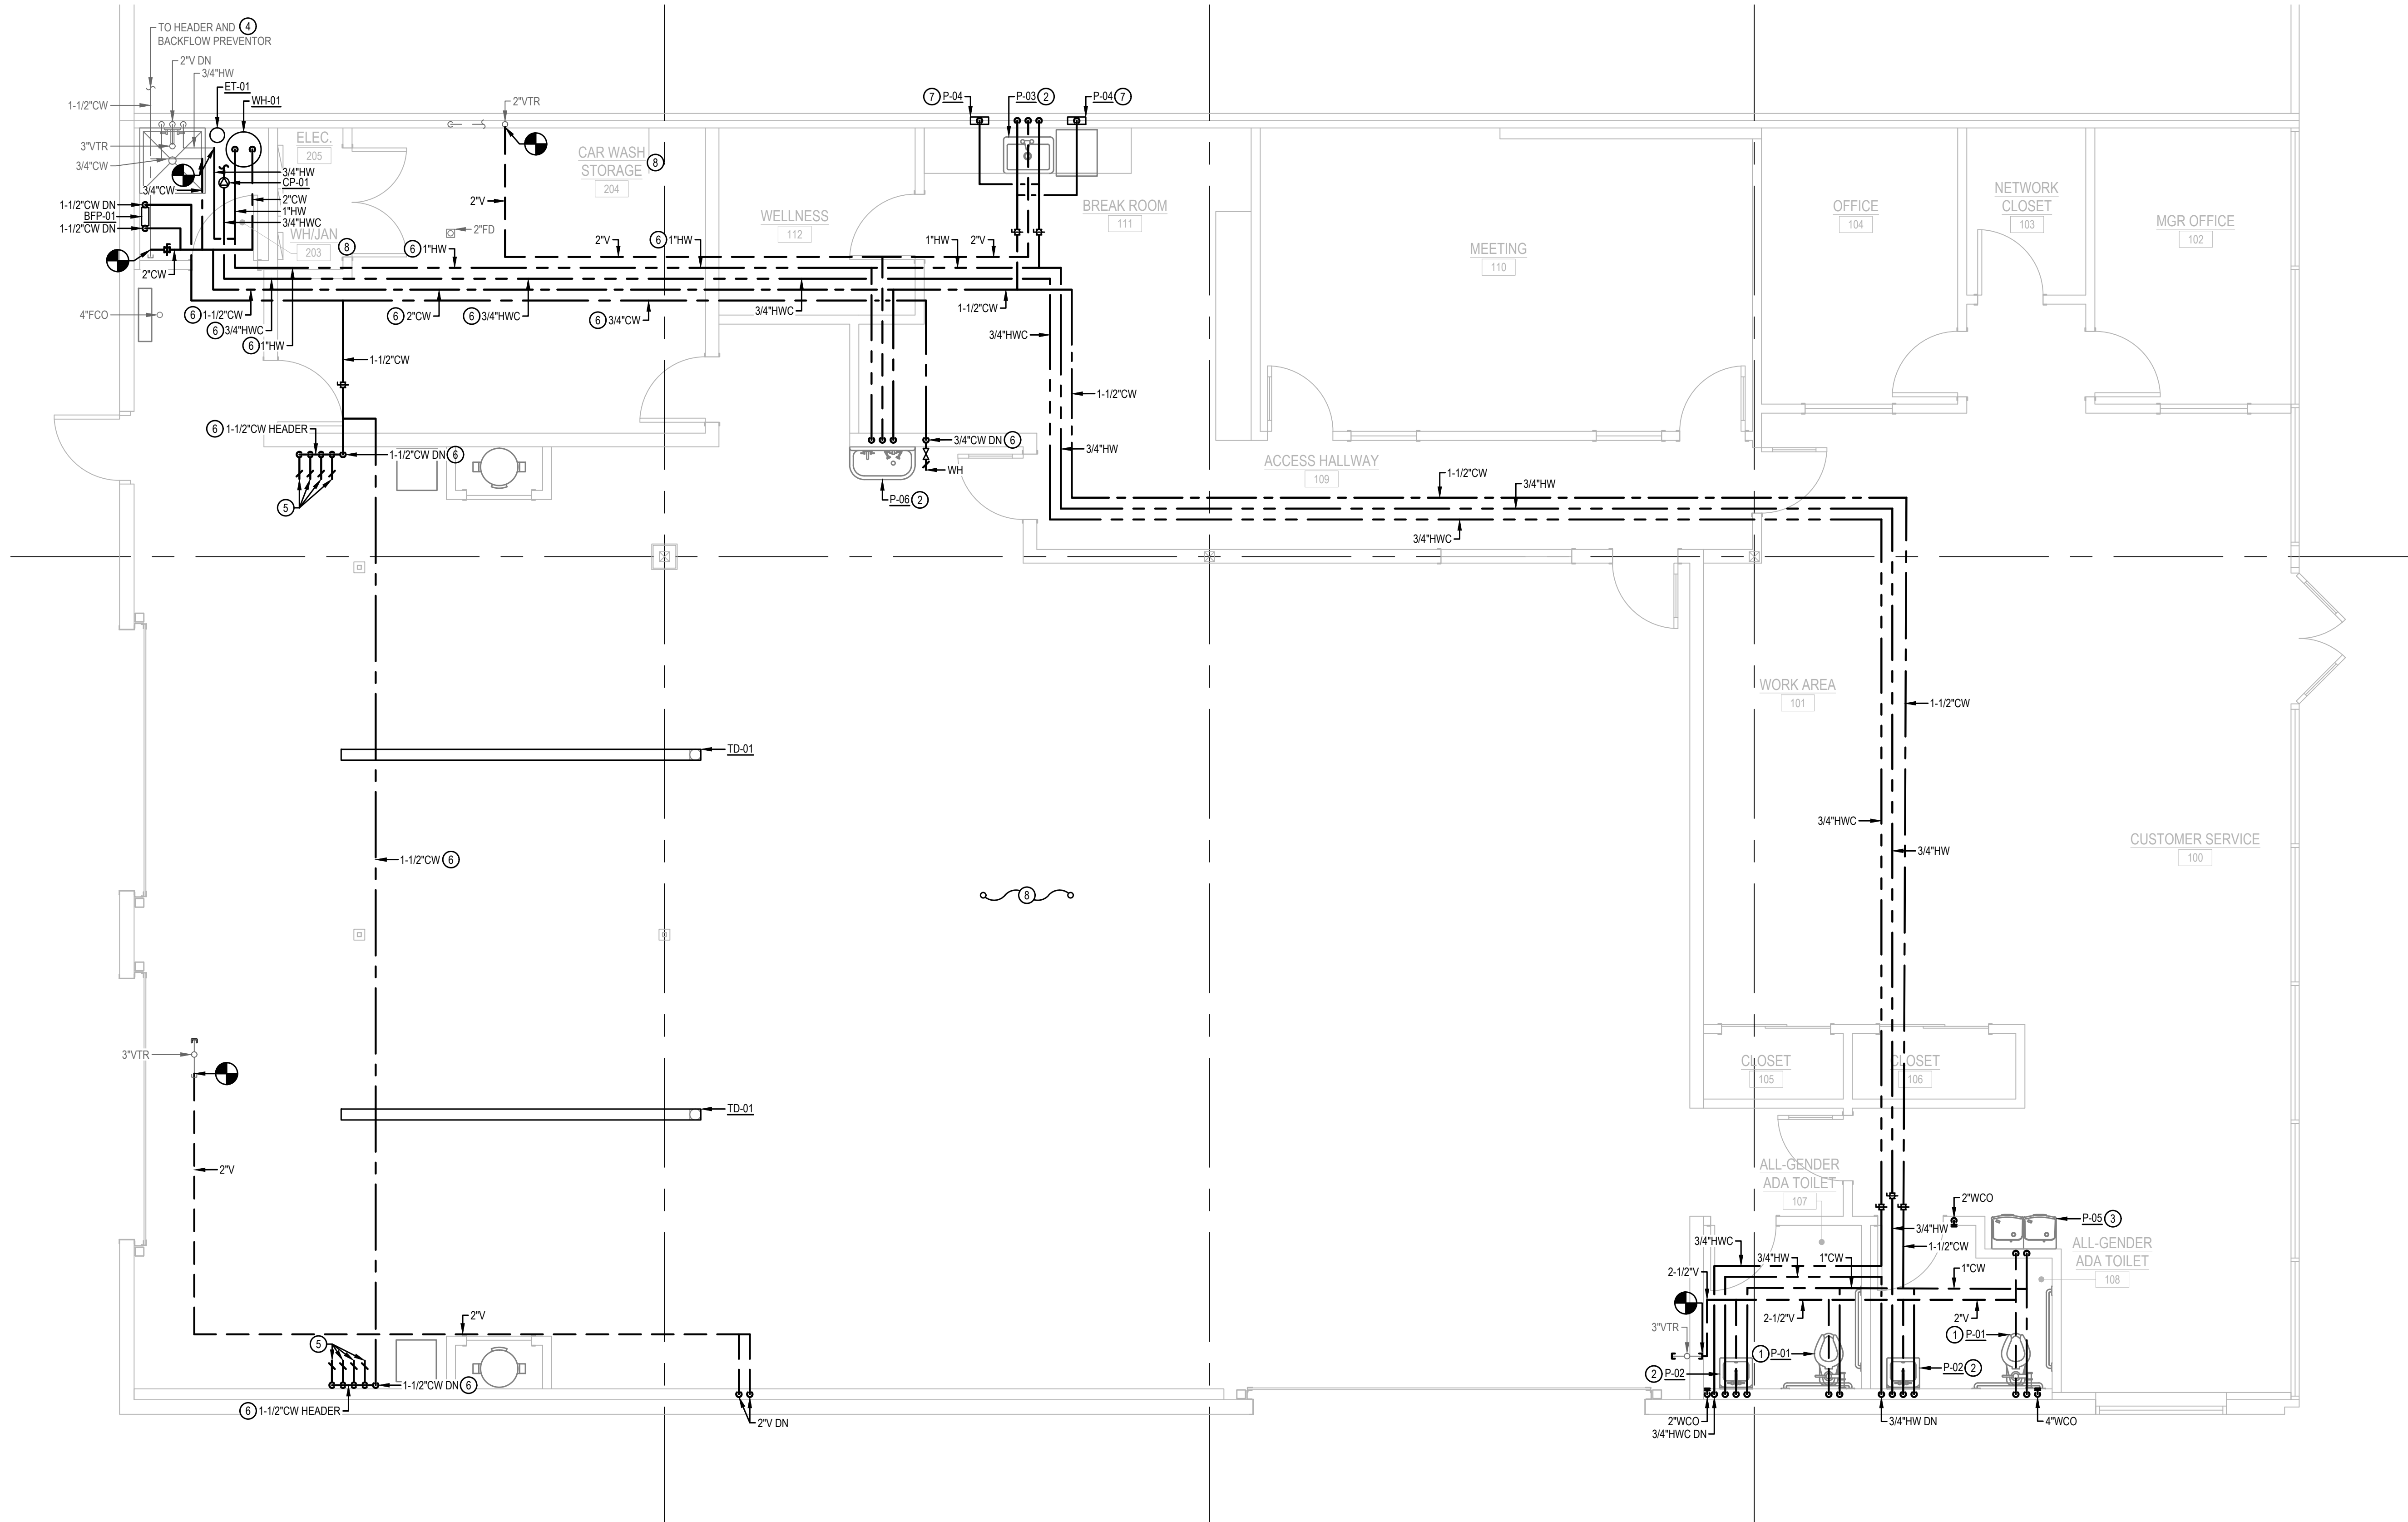 TO HEADER AND 4
BACKFLOW PREVENTOR
2"V DN
3/4"HW
ET-01
WH-01
1-1/2"CW
3"VTR
3/4"CW
3/4"CW
1-1/2"CW DN
BFP-01
1-1/2"CW DN
2"CW
3/4"HW
CP-01
2"CW
1"HW
3/4"HWC
ELEC.
205
WH/JAN
203
8
2"VTR
CAR WASH
STORAGE
204
8
2"V
2"FD
6 1"HW
2"V
6 1"HW
WELLNESS
112
7 P-04
P-03 2
P-04 7
BREAK ROOM
111
1"HW
2"V
MEETING
110
OFFICE
104
NETWORK
CLOSET
103
MGR OFFICE
102
4"FCO
6 1-1/2"CW
6 3/4"HWC
6 1"HW
6 2"CW
6 3/4"HWC
6 3/4"CW
3/4"HWC
1-1/2"CW
3/4"HWC
1-1/2"CW
1-1/2"CW
6 1-1/2"CW HEADER
1-1/2"CW DN 6
5
3/4"CW DN 6
WH
P-06 2
3/4"HW
ACCESS HALLWAY
109
1-1/2"CW
3/4"HW
3/4"HWC
WORK AREA
101
1-1/2"CW
TD-01
3/4"HWC
3/4"HW
CUSTOMER SERVICE
100
1-1/2"CW 6
8
3"VTR
TD-01
2"V
CLOSET
105
CLOSET
106
ALL-GENDER
ADA TOILET
107
2"WCO
P-05 3
3/4"HW
1-1/2"CW
ALL-GENDER
ADA TOILET
108
3/4"HWC
3/4"HW
1"CW
1"CW
2-1/2"V
2-1/2"V
2"V
3"VTR
1 P-01
1 P-01
2 P-02
P-02 2
2"V
5
1-1/2"CW DN 6
6 1-1/2"CW HEADER
2"V DN
2"WCO
3/4"HWC DN
3/4"HW DN
4"WCO